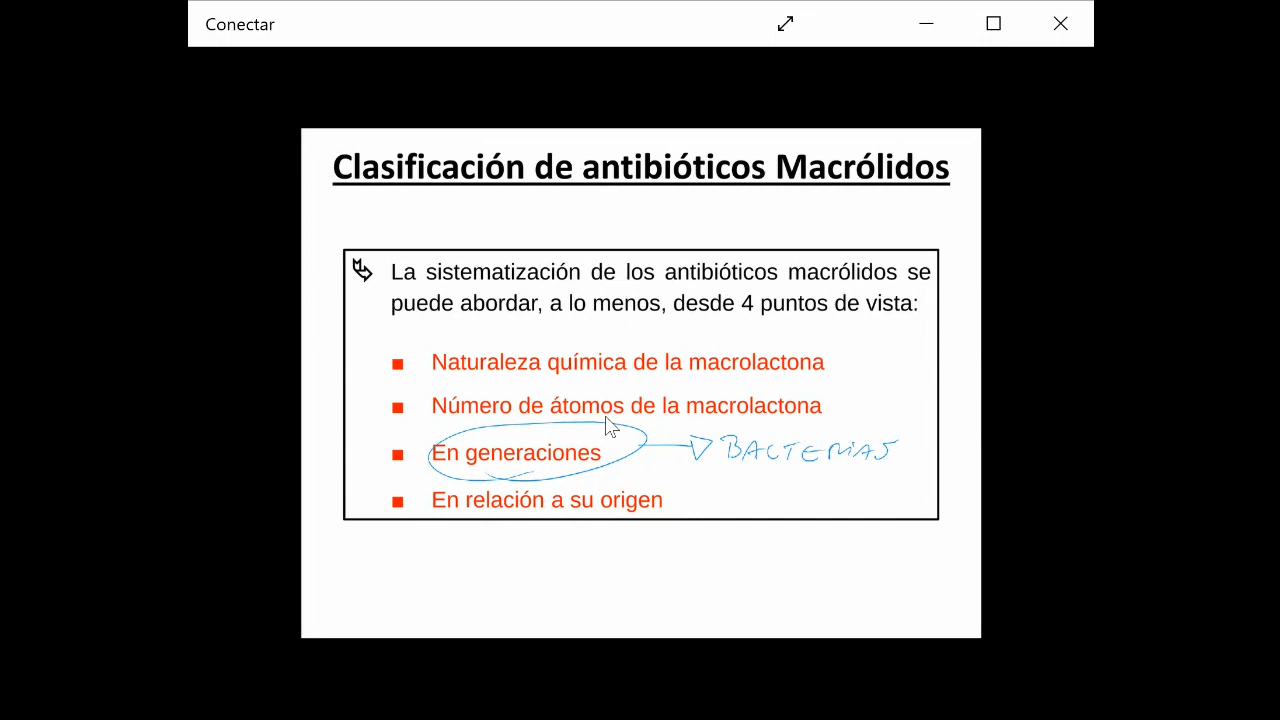 Conectar
Clasificación de antibióticos Macrólidos
La sistematización de los antibióticos macrólidos se
puede abordar, a lo menos, desde 4 puntos de vista:
Naturaleza química de la macrolactona
Número de átomos de la macrolactona
En generaciones BACTERIAS
En relación a su origen